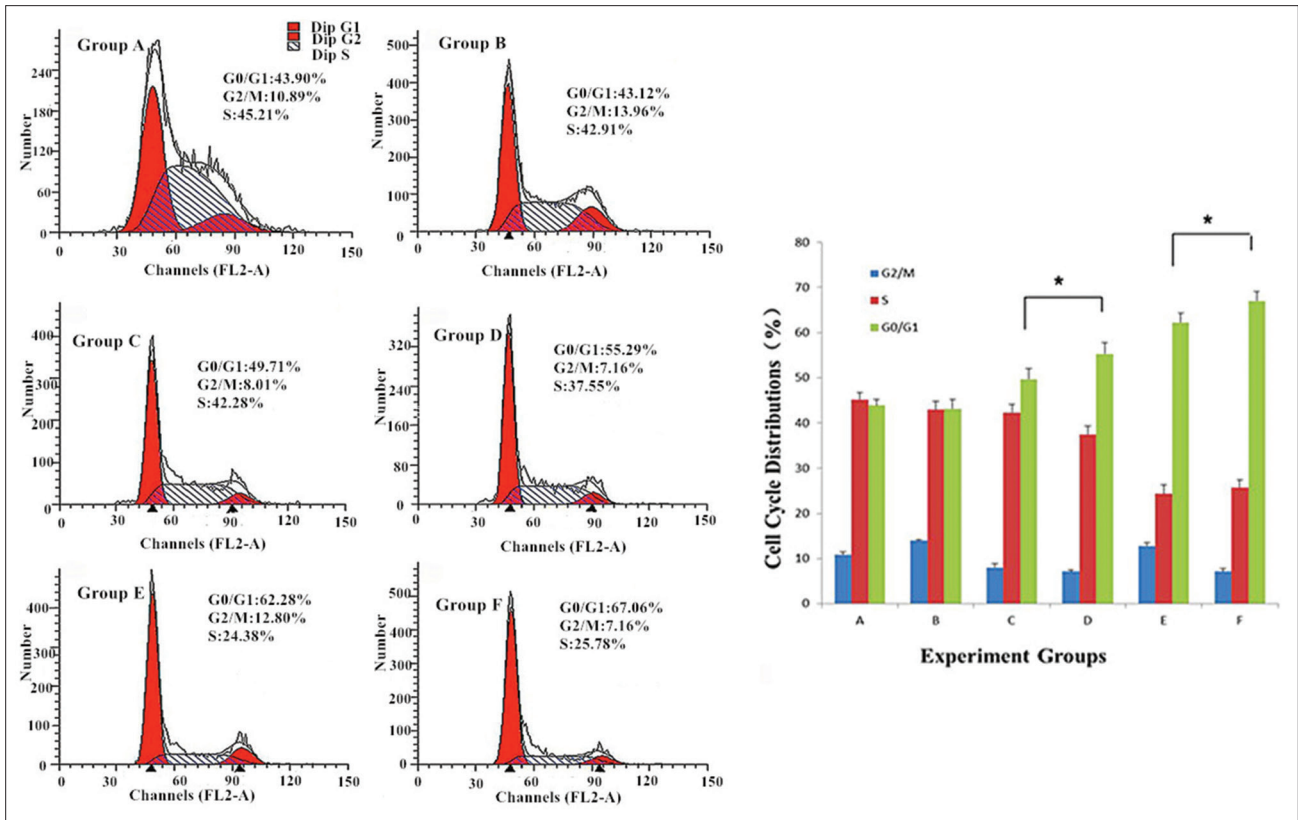 Group A
Dip G1
Dip G2
Dip S
G0/G1:43.90%
G2/M:10.89%
S:45.21%
Number
240
180
120
60
0
0 30 60 90 120 150
Channels (FL2-A)
Group B
G0/G1:43.12%
G2/M:13.96%
S:42.91%
Number
500
400
300
200
100
0
0 30 60 90 120 150
Channels (FL2-A)
Group C
G0/G1:49.71%
G2/M:8.01%
S:42.28%
Number
400
300
200
100
0
0 30 60 90 120 150
Channels (FL2-A)
Group D
G0/G1:55.29%
G2/M:7.16%
S:37.55%
Number
320
240
160
80
0
0 30 60 90 120 150
Channels (FL2-A)
Group E
G0/G1:62.28%
G2/M:12.80%
S:24.38%
Number
400
300
200
100
0
0 30 60 90 120 150
Channels (FL2-A)
Group F
G0/G1:67.06%
G2/M:7.16%
S:25.78%
Number
500
400
300
200
100
0
0 30 60 90 120 150
Channels (FL2-A)
Cell Cycle Distributions (%)
80
70
60
50
40
30
20
10
0
G2/M
S
G0/G1
*
*
A B C D E F
Experiment Groups